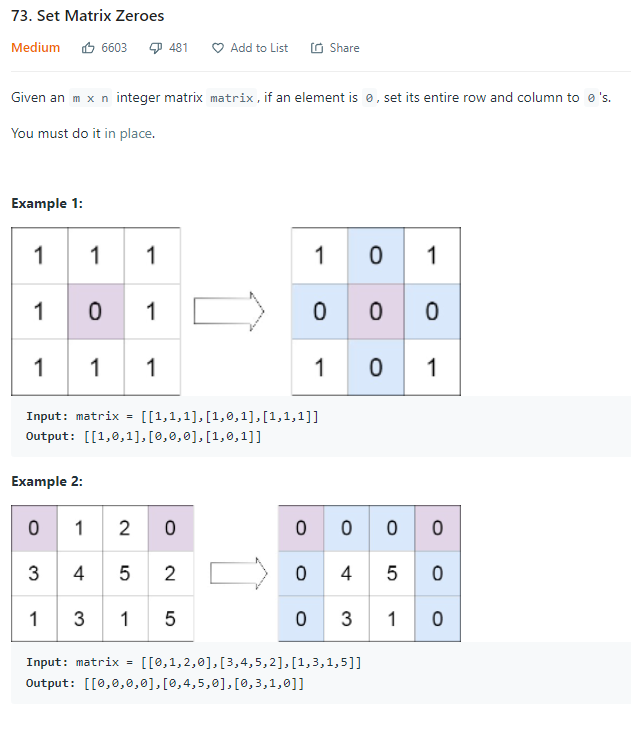 73. Set Matrix Zeroes
Medium 6603 481 Add to List Share
Given an m x n integer matrix matrix, if an element is 0, set its entire row and column to 0's.
You must do it in place.
Example 1:
1 1 1 1 0 1
1 0 1 0 0 0
1 1 1 1 0 1
Input: matrix = [[1,1,1],[1,0,1],[1,1,1]]
Output: [[1,0,1],[0,0,0],[1,0,1]]
Example 2:
0 1 2 0 0 0 0 0
3 4 5 2 0 4 5 0
1 3 1 5 0 3 1 0
Input: matrix = [[0,1,2,0],[3,4,5,2],[1,3,1,5]]
Output: [[0,0,0,0],[0,4,5,0],[0,3,1,0]]